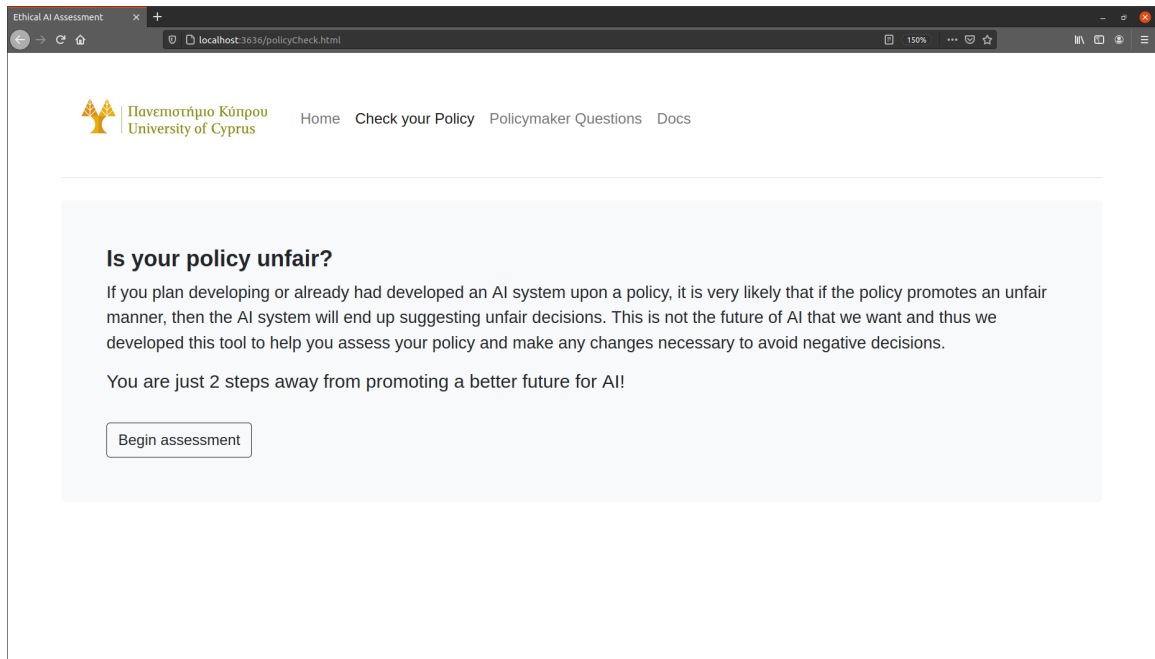 Ethical AI Assessment
localhost:3636/policyCheck.html
150%
Πανεπιστήμιο Κύπρου
University of Cyprus
Home Check your Policy Policymaker Questions Docs
Is your policy unfair?
If you plan developing or already had developed an AI system upon a policy, it is very likely that if the policy promotes an unfair
manner, then the AI system will end up suggesting unfair decisions. This is not the future of AI that we want and thus we
developed this tool to help you assess your policy and make any changes necessary to avoid negative decisions.
You are just 2 steps away from promoting a better future for AI!
Begin assessment